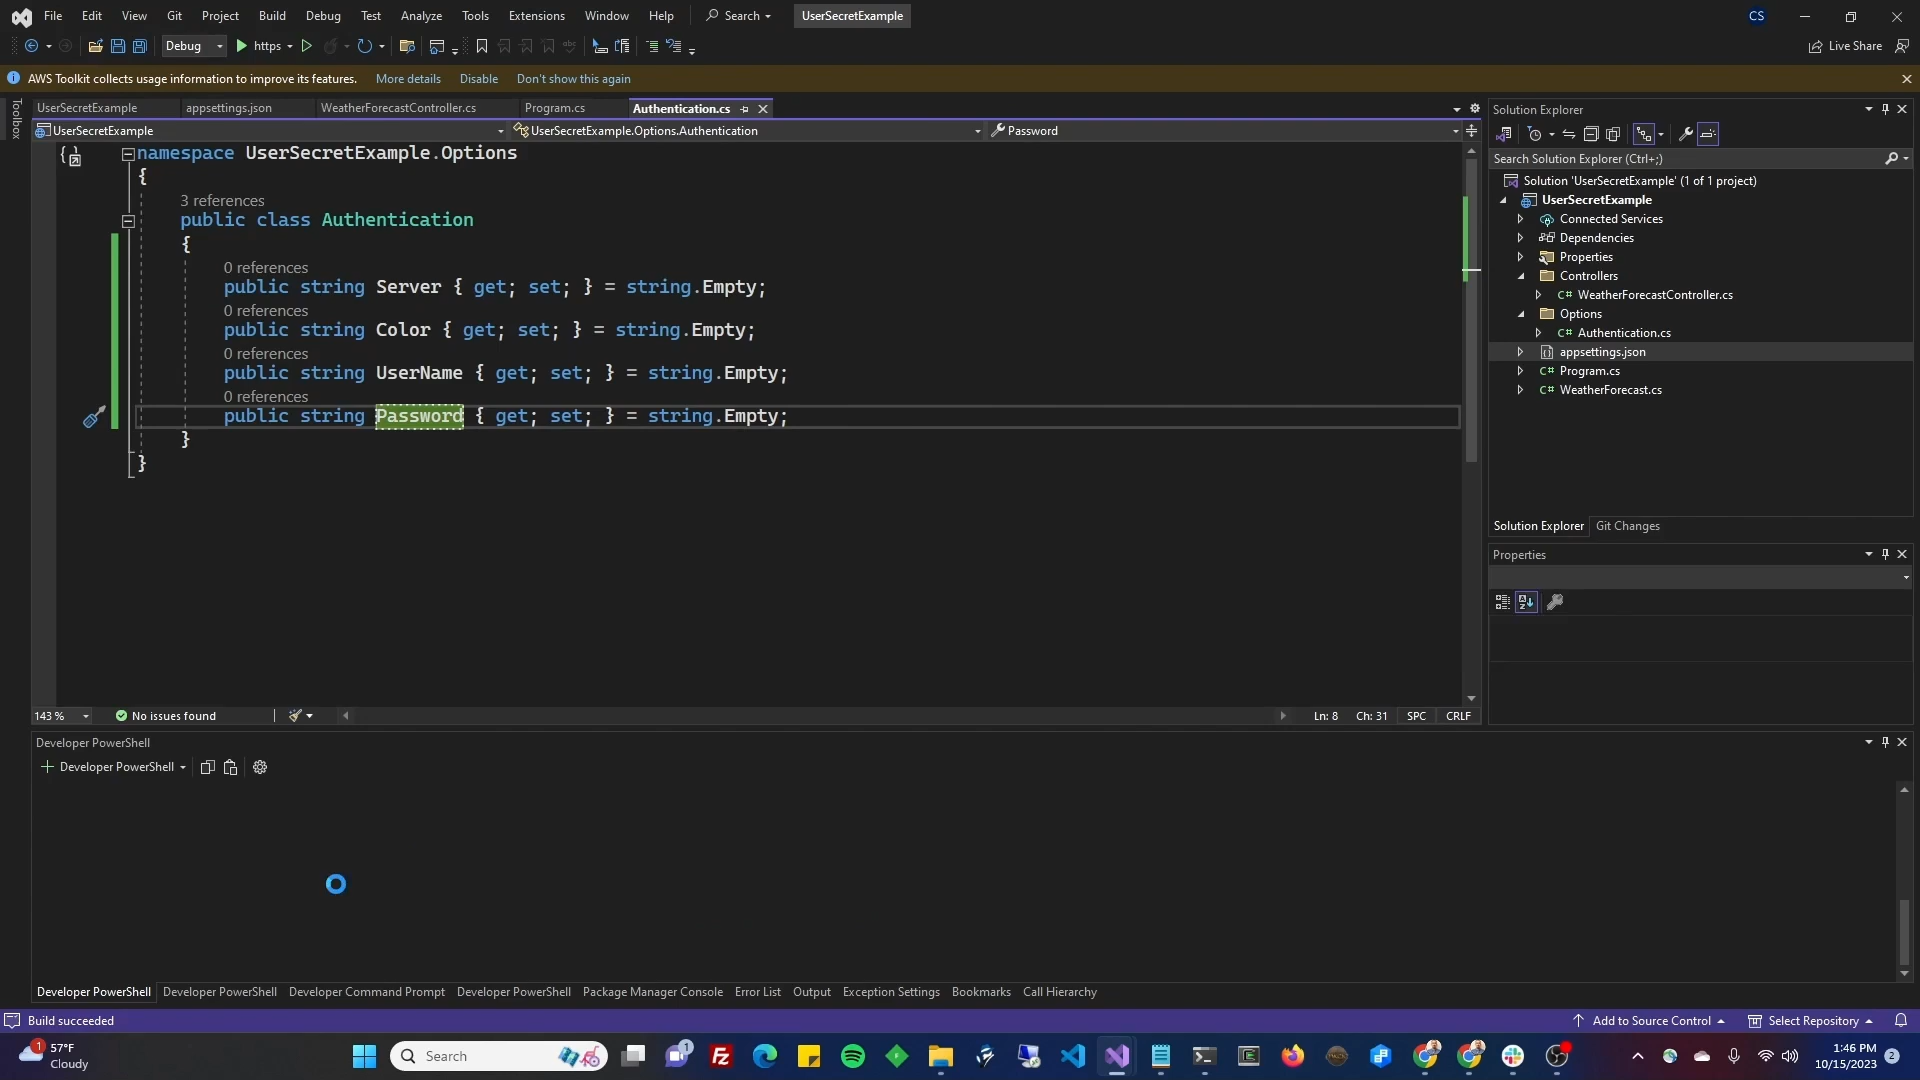 File Edit View Git Project Build Debug Test Analyze Tools Extensions Window Help Search UserSecretExample CS
Debug https Live Share
AWS Toolkit collects usage information to improve its features. More details Disable Don't show this again
Toolbox
UserSecretExample appsettings.json WeatherForecastController.cs Program.cs Authentication.cs
UserSecretExample UserSecretExample.Options.Authentication Password
namespace UserSecretExample.Options
{
3 references
public class Authentication
{
0 references
public string Server { get; set; } = string.Empty;
0 references
public string Color { get; set; } = string.Empty;
0 references
public string UserName { get; set; } = string.Empty;
0 references
public string Password { get; set; } = string.Empty;
}
}
143 % No issues found Ln: 8 Ch: 31 SPC CRLF
Solution Explorer
Search Solution Explorer (Ctrl+;)
Solution 'UserSecretExample' (1 of 1 project)
UserSecretExample
Connected Services
Dependencies
Properties
Controllers
C# WeatherForecastController.cs
Options
C# Authentication.cs
appsettings.json
C# Program.cs
C# WeatherForecast.cs
Solution Explorer Git Changes
Properties
Developer PowerShell
Developer PowerShell
Developer PowerShell Developer PowerShell Developer Command Prompt Developer PowerShell Package Manager Console Error List Output Exception Settings Bookmarks Call Hierarchy
Build succeeded Add to Source Control Select Repository
1 57°F
Cloudy
Search
1
1:46 PM
10/15/2023
2